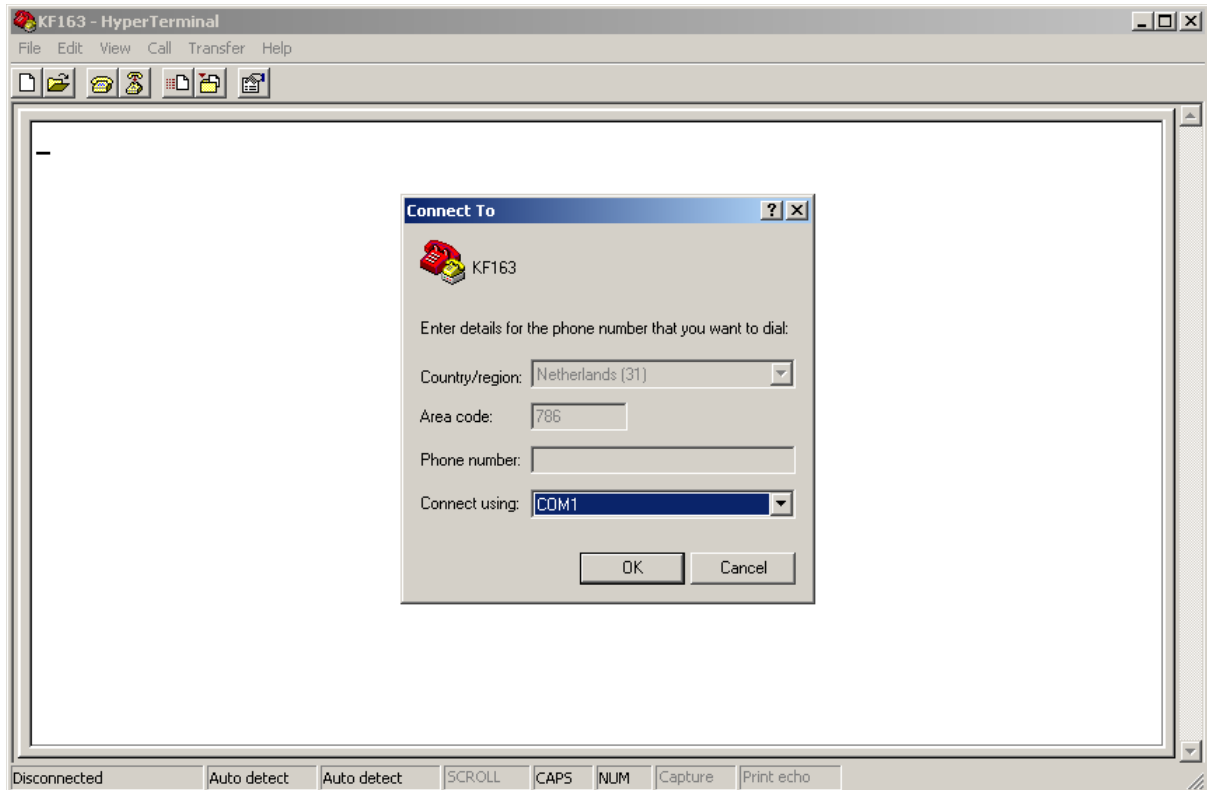 KF163 - HyperTerminal
File Edit View Call Transfer Help
Connect To
KF163
Enter details for the phone number that you want to dial:
Country/region: Netherlands (31)
Area code: 786
Phone number:
Connect using: COM1
OK Cancel
Disconnected Auto detect Auto detect SCROLL CAPS NUM Capture Print echo